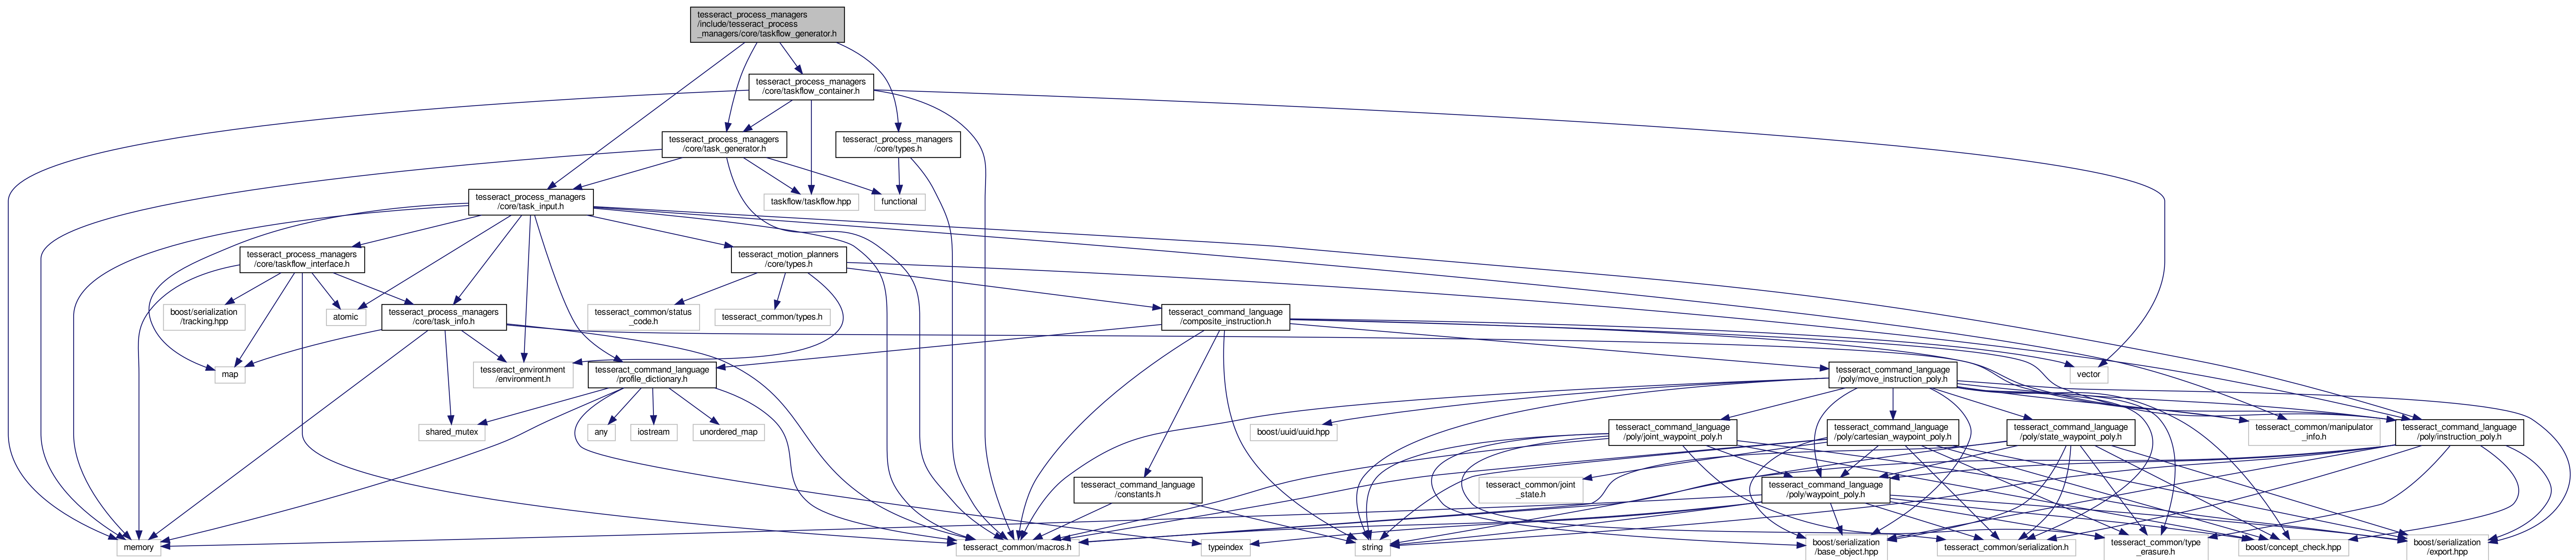 tesseract_process_managers
/include/tesseract_process
_managers/core/taskflow_generator.h
tesseract_process_managers
/core/taskflow_container.h
tesseract_process_managers
/core/task_generator.h
tesseract_process_managers
/core/types.h
tesseract_process_managers
/core/task_input.h
taskflow/taskflow.hpp
functional
tesseract_process_managers
/core/taskflow_interface.h
tesseract_motion_planners
/core/types.h
boost/serialization
/tracking.hpp
atomic
tesseract_process_managers
/core/task_info.h
tesseract_common/status
_code.h
tesseract_common/types.h
tesseract_command_language
/composite_instruction.h
map
tesseract_environment
/environment.h
tesseract_command_language
/profile_dictionary.h
tesseract_command_language
/poly/move_instruction_poly.h
vector
shared_mutex
any
iostream
unordered_map
boost/uuid/uuid.hpp
tesseract_command_language
/poly/joint_waypoint_poly.h
tesseract_command_language
/poly/cartesian_waypoint_poly.h
tesseract_command_language
/poly/state_waypoint_poly.h
tesseract_common/manipulator
_info.h
tesseract_command_language
/poly/instruction_poly.h
tesseract_command_language
/constants.h
tesseract_common/joint
_state.h
tesseract_command_language
/poly/waypoint_poly.h
memory
tesseract_common/macros.h
typeindex
string
boost/serialization
/base_object.hpp
tesseract_common/serialization.h
tesseract_common/type
_erasure.h
boost/concept_check.hpp
boost/serialization
/export.hpp